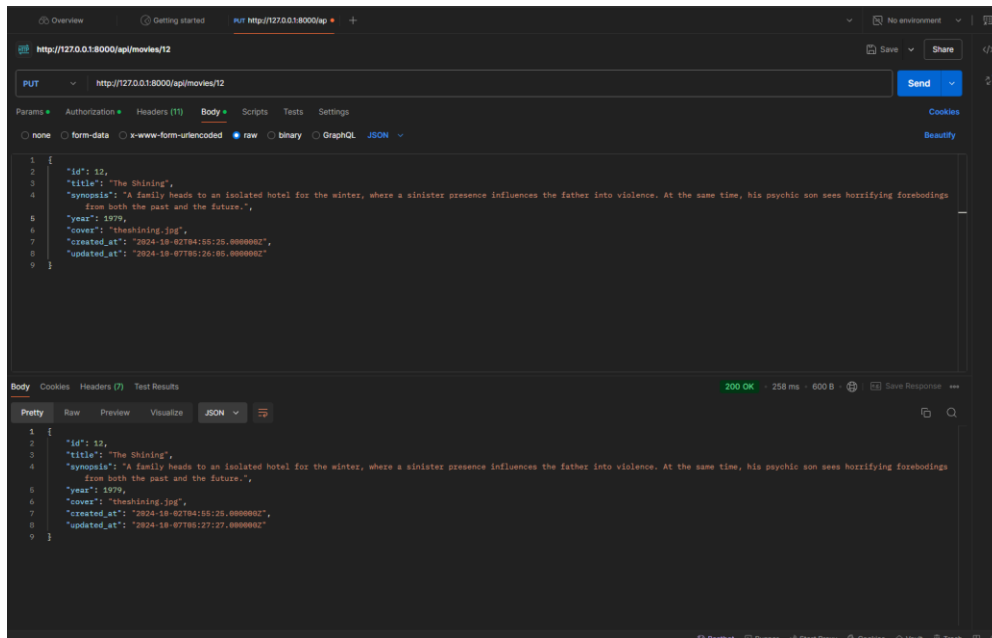 Overview Getting started PUT http://127.0.0.1:8000/ap + No environment
http://127.0.0.1:8000/api/movies/12 Save Share
PUT http://127.0.0.1:8000/api/movies/12 Send
Params Authorization Headers (11) Body Scripts Tests Settings Cookies
none form-data x-www-form-urlencoded raw binary GraphQL JSON Beautify
1 {
2 "id": 12,
3 "title": "The Shining",
4 "synopsis": "A family heads to an isolated hotel for the winter, where a sinister presence influences the father into violence. At the same time, his psychic son sees horrifying forebodings
from both the past and the future.",
5 "year": 1979,
6 "cover": "theshining.jpg",
7 "created_at": "2024-10-02T04:55:25.000000Z",
8 "updated_at": "2024-10-07T05:26:05.000000Z"
9 }
Body Cookies Headers (7) Test Results 200 OK 258 ms 600 B Save Response
Pretty Raw Preview Visualize JSON
1 {
2 "id": 12,
3 "title": "The Shining",
4 "synopsis": "A family heads to an isolated hotel for the winter, where a sinister presence influences the father into violence. At the same time, his psychic son sees horrifying forebodings
from both the past and the future.",
5 "year": 1979,
6 "cover": "theshining.jpg",
7 "created_at": "2024-10-02T04:55:25.000000Z",
8 "updated_at": "2024-10-07T05:27:27.000000Z"
9 }